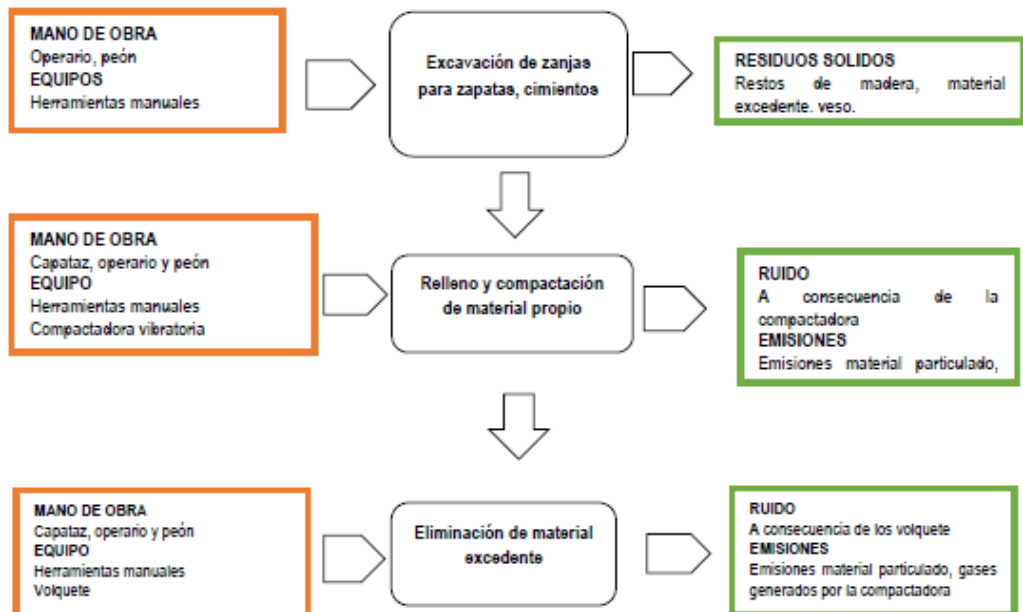 MANO DE OBRA
Operario, peón
EQUIPOS
Herramientas manuales
Excavación de zanjas
para zapatas, cimientos
RESIDUOS SOLIDOS
Restos de madera, material
excedente. veso.
MANO DE OBRA
Capataz, operario y peón
EQUIPO
Herramientas manuales
Compactadora vibratoria
Relleno y compactación
de material propio
RUIDO
A consecuencia de la
compactadora
EMISIONES
Emisiones material particulado,
MANO DE OBRA
Capataz, operario y peón
EQUIPO
Herramientas manuales
Volquete
Eliminación de material
excedente
RUIDO
A consecuencia de los volquete
EMISIONES
Emisiones material particulado, gases
generados por la compactadora